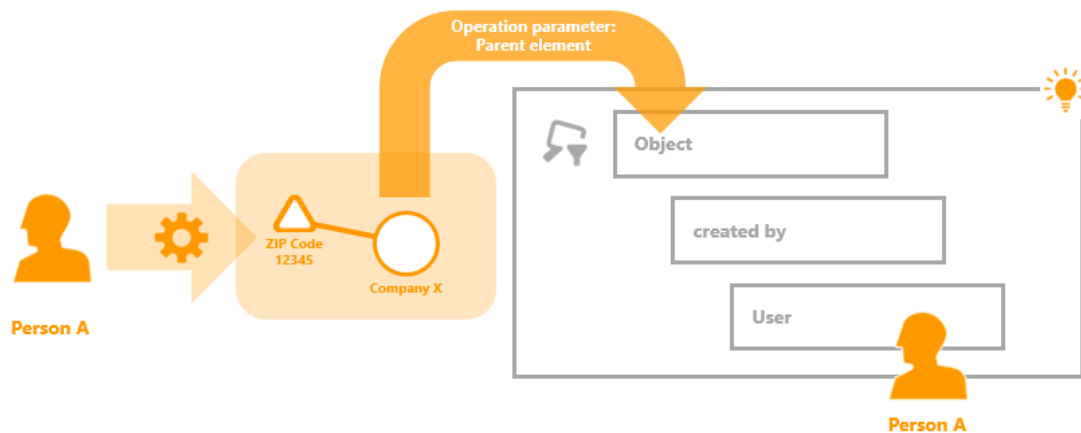 Operation parameter:
Parent element
Object
created by
User
ZIP Code
12345
Company X
Person A
Person A